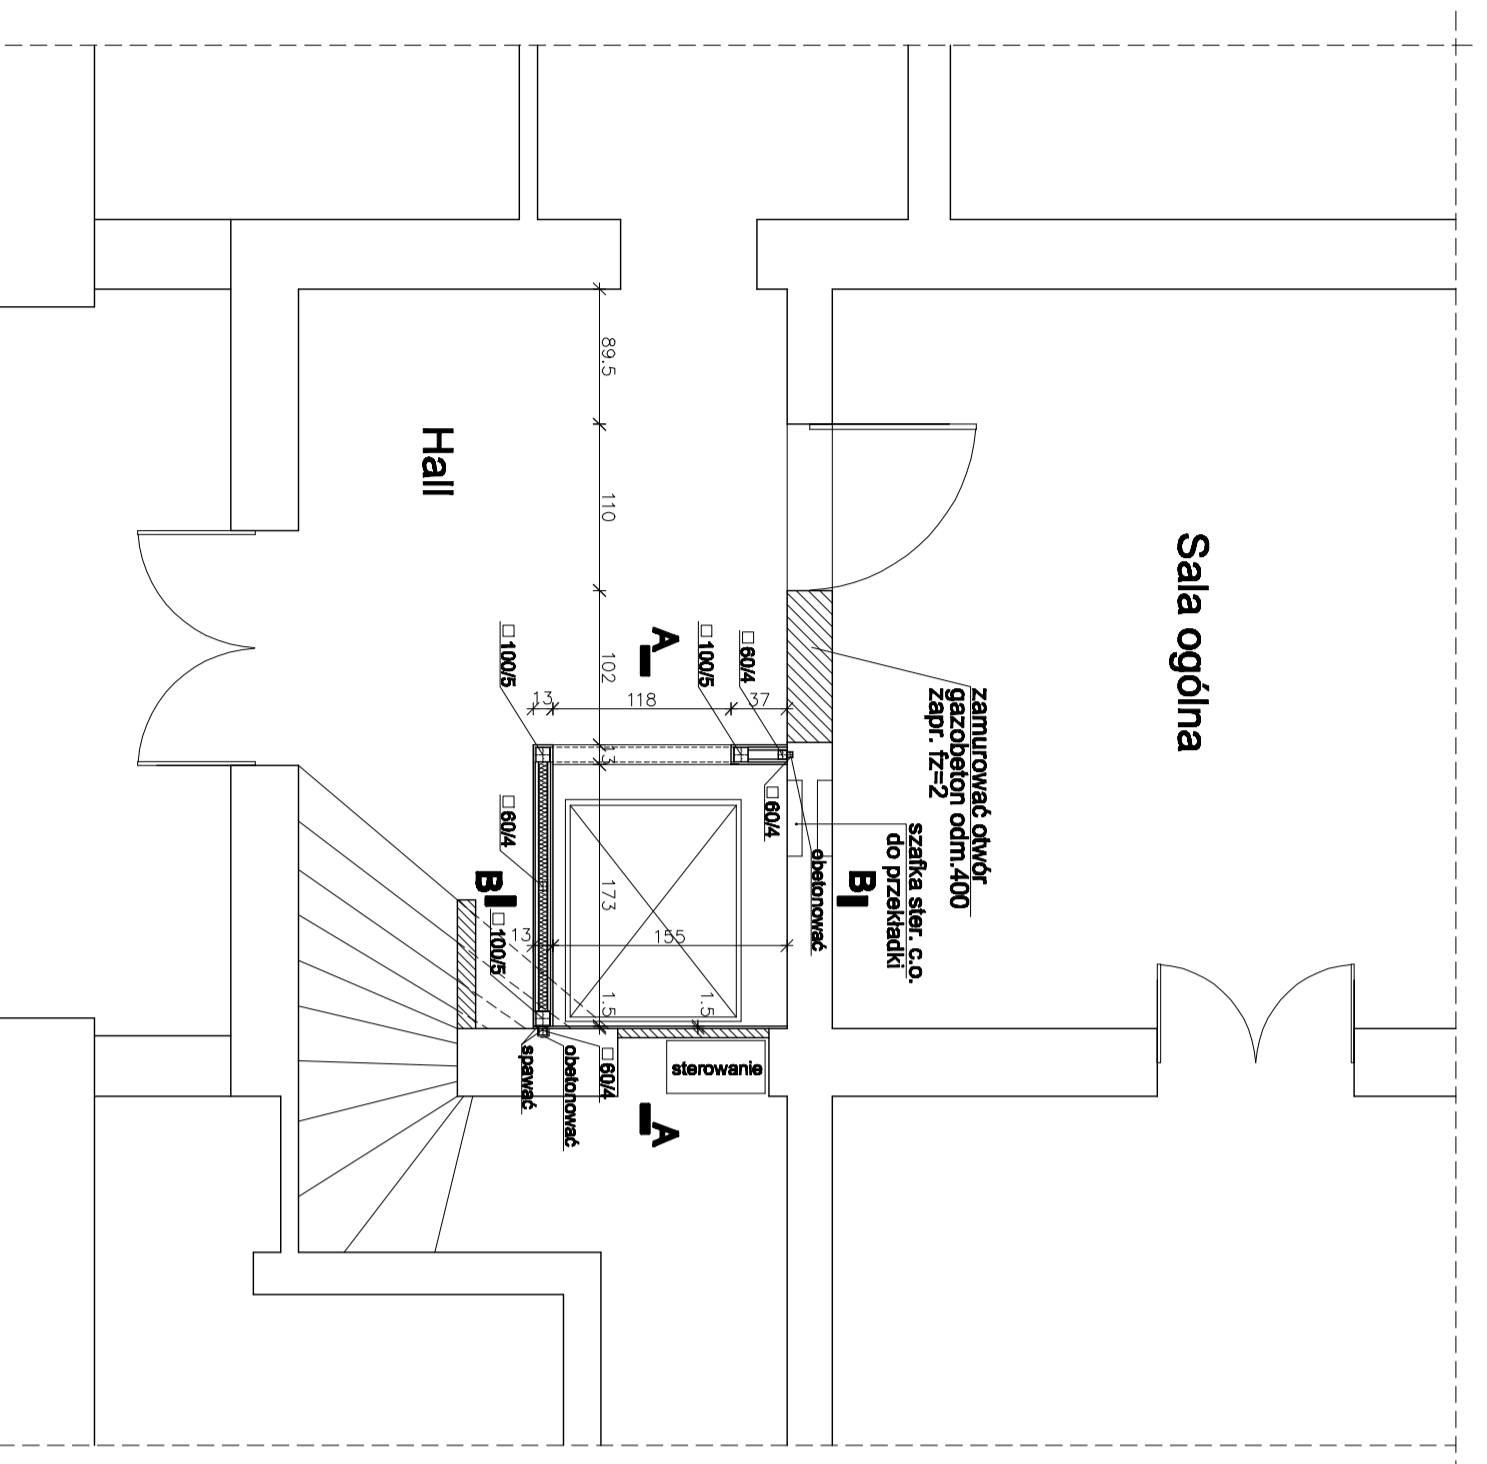 Sala ogólna
zamurować otwór
gazobeton odm.400
zapr. fz=2
szafka ster. c.o.
do przekładki
B
obetonować
□ 60/4
□ 60/4
□ 100/5
A
37
118
13
89.5
110
102
13
173
1.5
1.5
155
13
□ 100/5
Hall
□ 60/4
B
□ 100/5
sterowanie
A
□ 60/4
obetonować
spawać